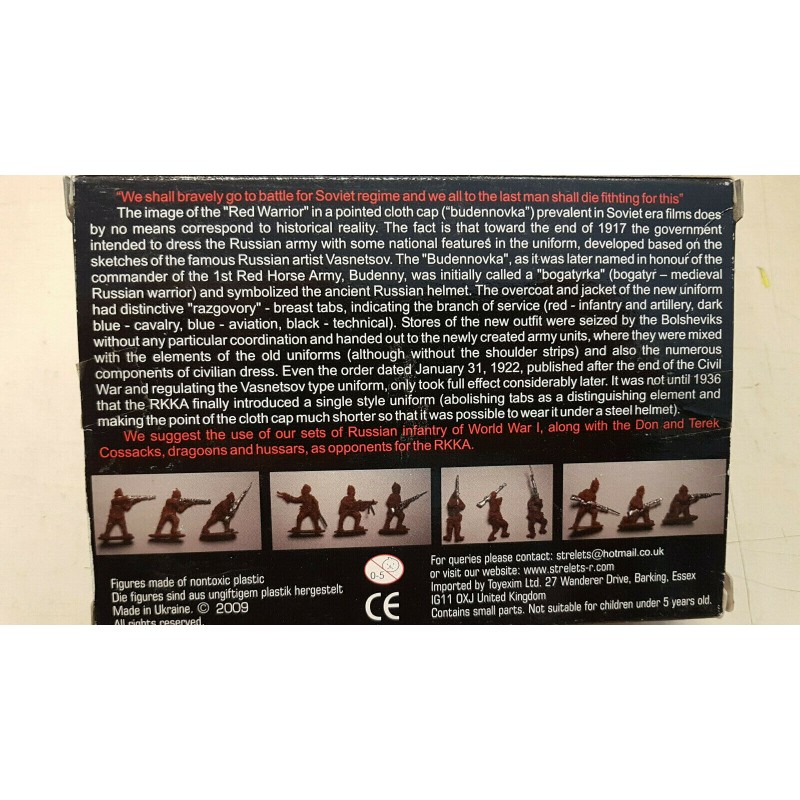 "We shall bravely go to battle for Soviet regime and we all to the last man shall die fithting for this"
The image of the "Red Warrior" in a pointed cloth cap ("budennovka") prevalent in Soviet era films does
by no means correspond to historical reality. The fact is that toward the end of 1917 the government
intended to dress the Russian army with some national features in the uniform, developed based on the
sketches of the famous Russian artist Vasnetsov. The "Budennovka", as it was later named in honour of the
commander of the 1st Red Horse Army, Budenny, was initially called a "bogatyrka" (bogatyr – medieval
Russian warrior) and symbolized the ancient Russian helmet. The overcoat and jacket of the new uniform
had distinctive "razgovory" - breast tabs, indicating the branch of service (red - infantry and artillery, dark
blue - cavalry, blue - aviation, black - technical). Stores of the new outfit were seized by the Bolsheviks
without any particular coordination and handed out to the newly created army units, where they were mixed
with the elements of the old uniforms (although without the shoulder strips) and also the numerous
components of civilian dress. Even the order dated January 31, 1922, published after the end of the Civil
War and regulating the Vasnetsov type uniform, only took full effect considerably later. It was not until 1936
that the RKKA finally introduced a single style uniform (abolishing tabs as a distinguishing element and
making the point of the cloth cap much shorter so that it was possible to wear it under a steel helmet).
We suggest the use of our sets of Russian infantry of World War I, along with the Don and Terek
Cossacks, dragoons and hussars, as opponents for the RKKA.
Figures made of nontoxic plastic
Die figures sind aus ungiftigem plastik hergestellt
Made in Ukraine. © 2009
All rights reserved.
0-5
CE
For queries please contact: strelets@hotmail.co.uk
or visit our website: www.strelets-r.com
Imported by Toyexim Ltd. 27 Wanderer Drive, Barking, Essex
IG11 0XJ United Kingdom
Contains small parts. Not suitable for children under 5 years old.